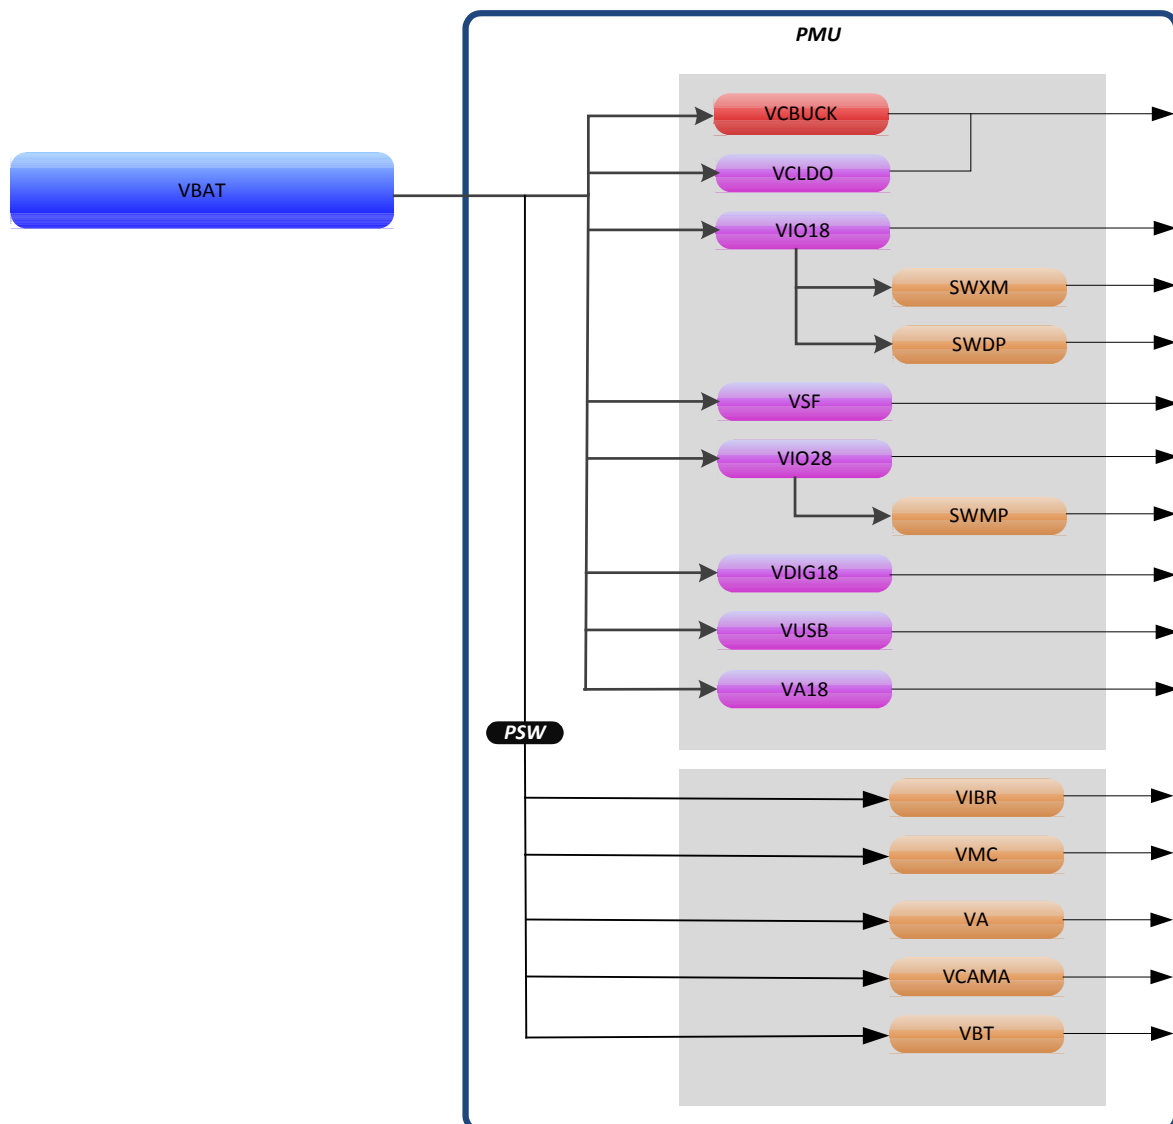 PMU
VBAT
VCBUCK
VCLDO
VIO18
SWXM
SWDP
VSF
VIO28
SWMP
VDIG18
VUSB
VA18
PSW
VIBR
VMC
VA
VCAMA
VBT